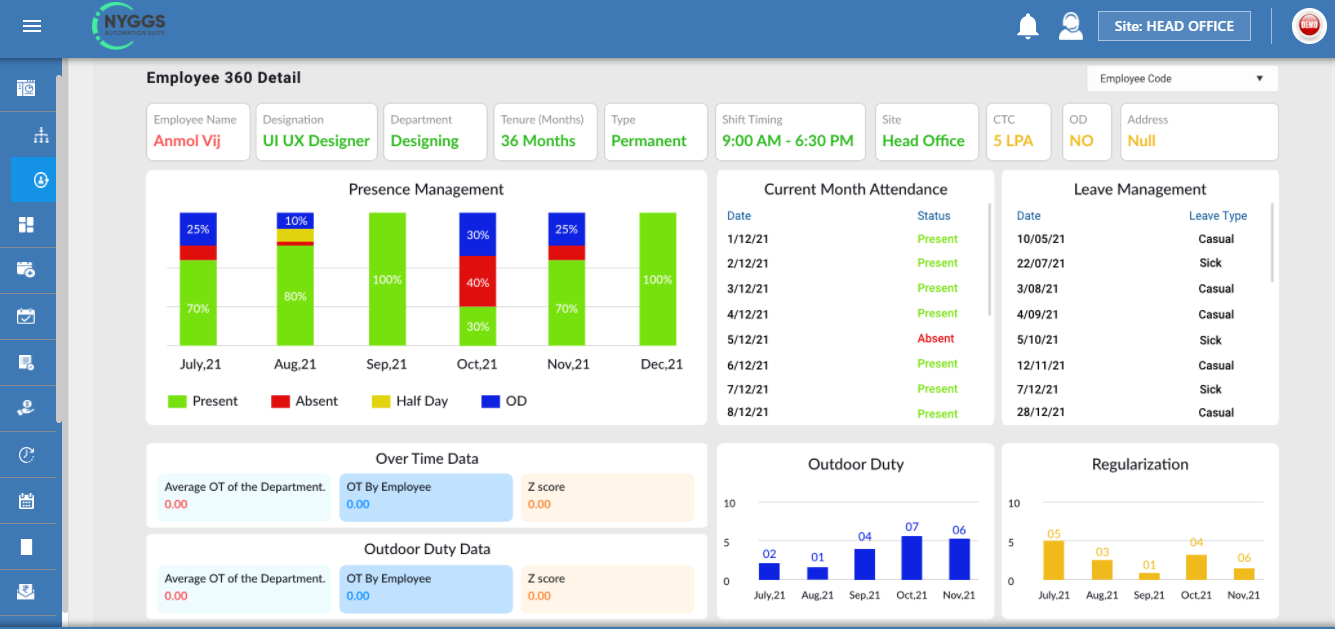 NYGGS
AUTOMATION SUITE
Site: HEAD OFFICE
DEMO
Employee 360 Detail
Employee Code
Employee Name
Anmol Vij
Designation
UI UX Designer
Department
Designing
Tenure (Months)
36 Months
Type
Permanent
Shift Timing
9:00 AM - 6:30 PM
Site
Head Office
CTC
5 LPA
OD
NO
Address
Null
Presence Management
25% 10% 30% 25%
100% 40% 100%
70% 80% 30% 70%
July,21 Aug,21 Sep,21 Oct,21 Nov,21 Dec,21
Present Absent Half Day OD
Current Month Attendance
Date Status
1/12/21 Present
2/12/21 Present
3/12/21 Present
4/12/21 Present
5/12/21 Absent
6/12/21 Present
7/12/21 Present
8/12/21 Present
Leave Management
Date Leave Type
10/05/21 Casual
22/07/21 Sick
3/08/21 Casual
4/09/21 Casual
5/10/21 Sick
12/11/21 Casual
7/12/21 Sick
28/12/21 Casual
Over Time Data
Average OT of the Department.
0.00
OT By Employee
0.00
Z score
0.00
Outdoor Duty Data
Average OT of the Department.
0.00
OT By Employee
0.00
Z score
0.00
Outdoor Duty
10
5
0
02 01 04 07 06
July,21 Aug,21 Sep,21 Oct,21 Nov,21
Regularization
10
5
0
05 03 01 04 06
July,21 Aug,21 Sep,21 Oct,21 Nov,21